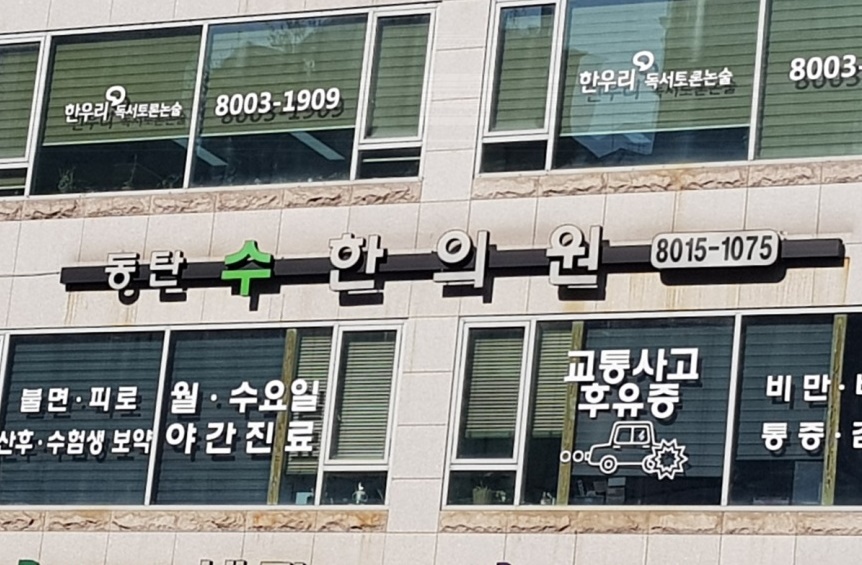 한우리 독서토론논술 8003-1909
한우리 독서토론논술 8003-
동탄 수 한의원 8015-1075
불면·피로
산후·수험생 보약
월·수요일
야간진료
교통사고
후유증
비만·
통증·